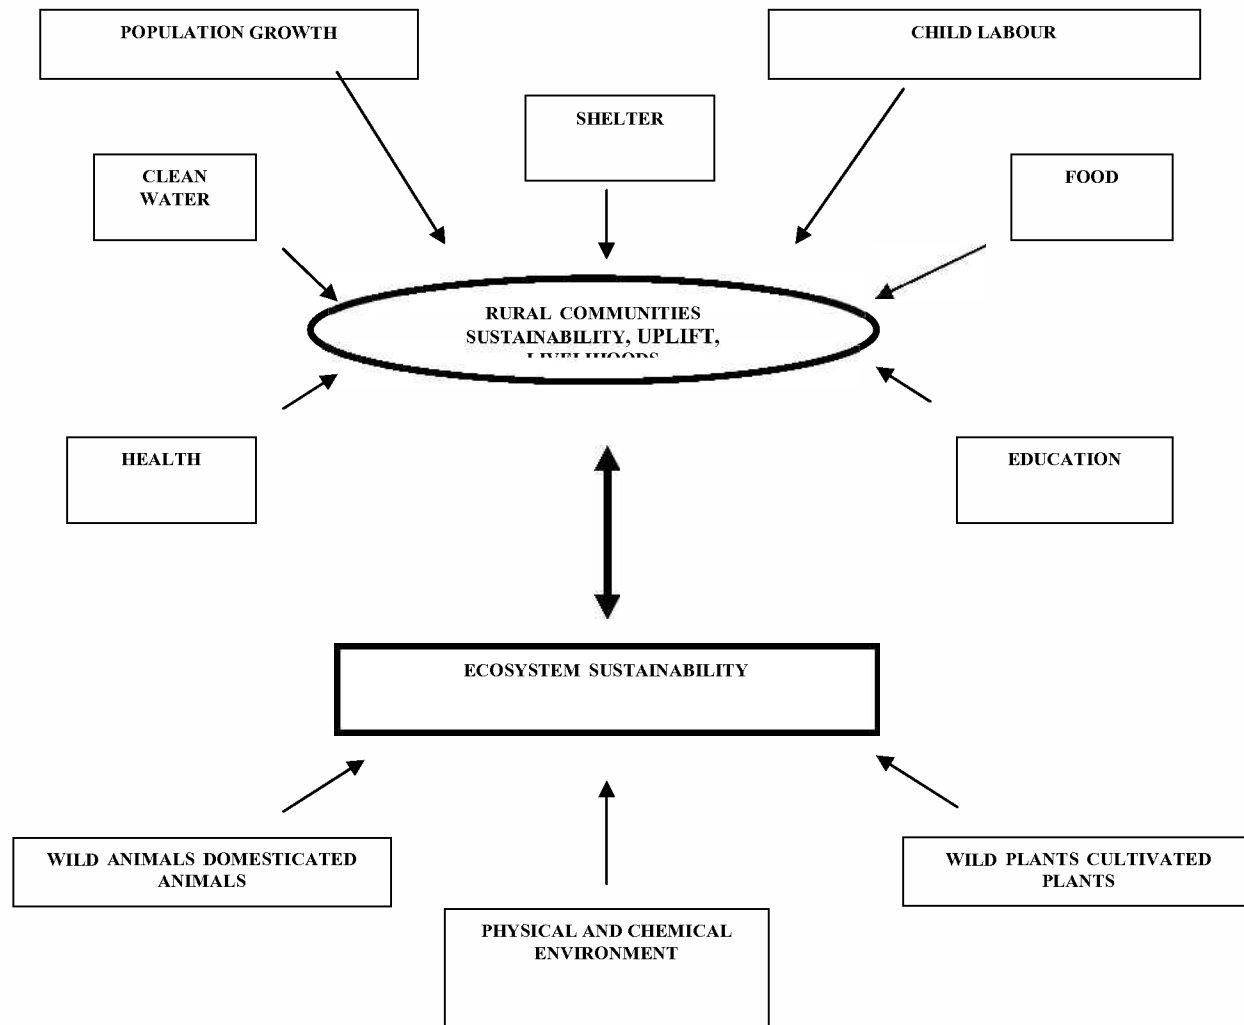 POPULATION GROWTH
CHILD LABOUR
SHELTER
CLEAN
WATER
FOOD
RURAL COMMUNITIES
SUSTAINABILITY, UPLIFT,
LIVELIHOODS
HEALTH
EDUCATION
ECOSYSTEM SUSTAINABILITY
WILD ANIMALS DOMESTICATED
ANIMALS
WILD PLANTS CULTIVATED
PLANTS
PHYSICAL AND CHEMICAL
ENVIRONMENT